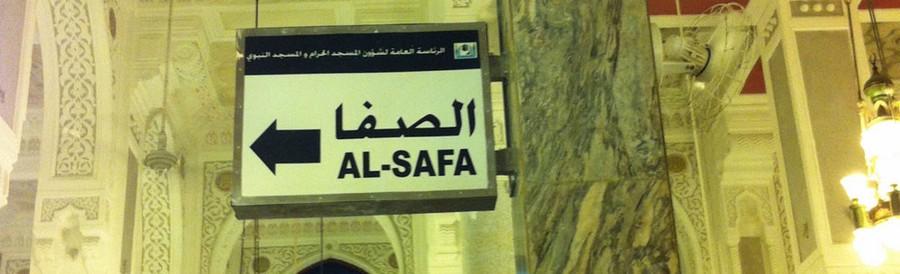 الرئاسة العامة لشؤون المسجد الحرام و المسجد النبوي
الصفا
AL-SAFA